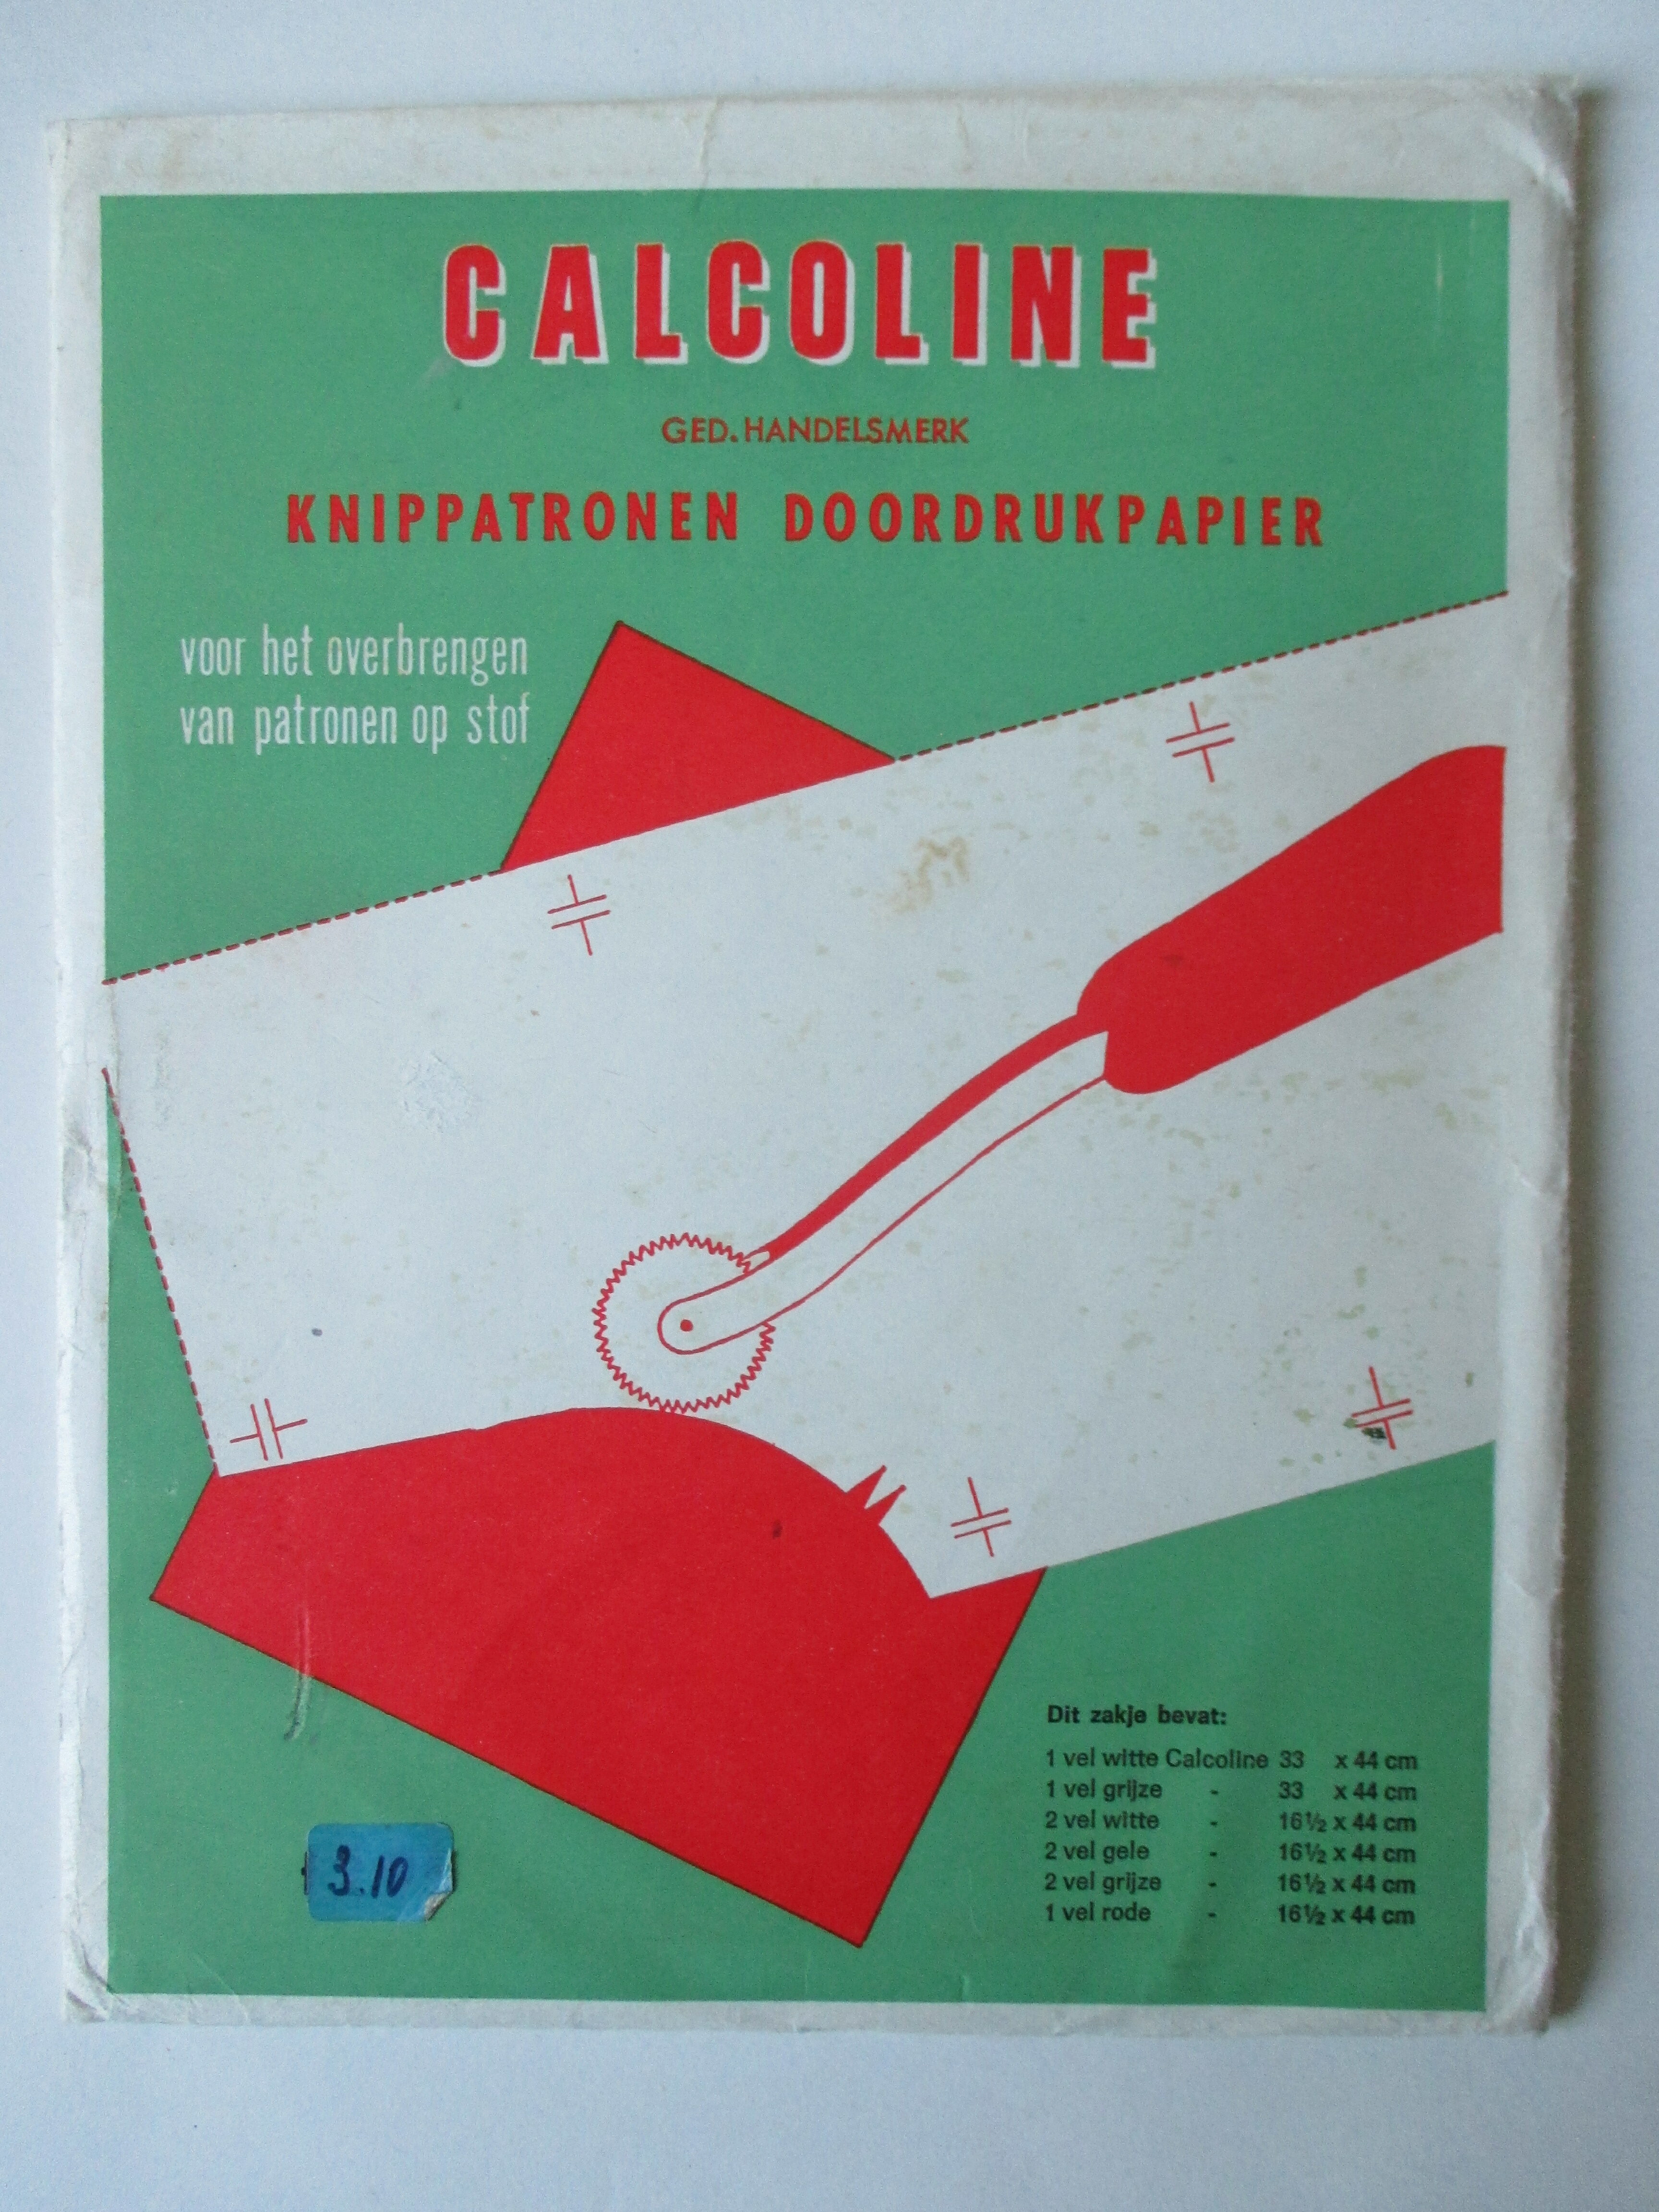 CALCOLINE
GED. HANDELSMERK
KNIPPATRONEN DOORDRUKPAPIER
voor het overbrengen
van patronen op stof
Dit zakje bevat:
1 vel witte Calcoline 33 x 44 cm
1 vel grijze - 33 x 44 cm
2 vel witte - 16½ x 44 cm
2 vel gele - 16½ x 44 cm
2 vel grijze - 16½ x 44 cm
1 vel rode - 16½ x 44 cm
3.10